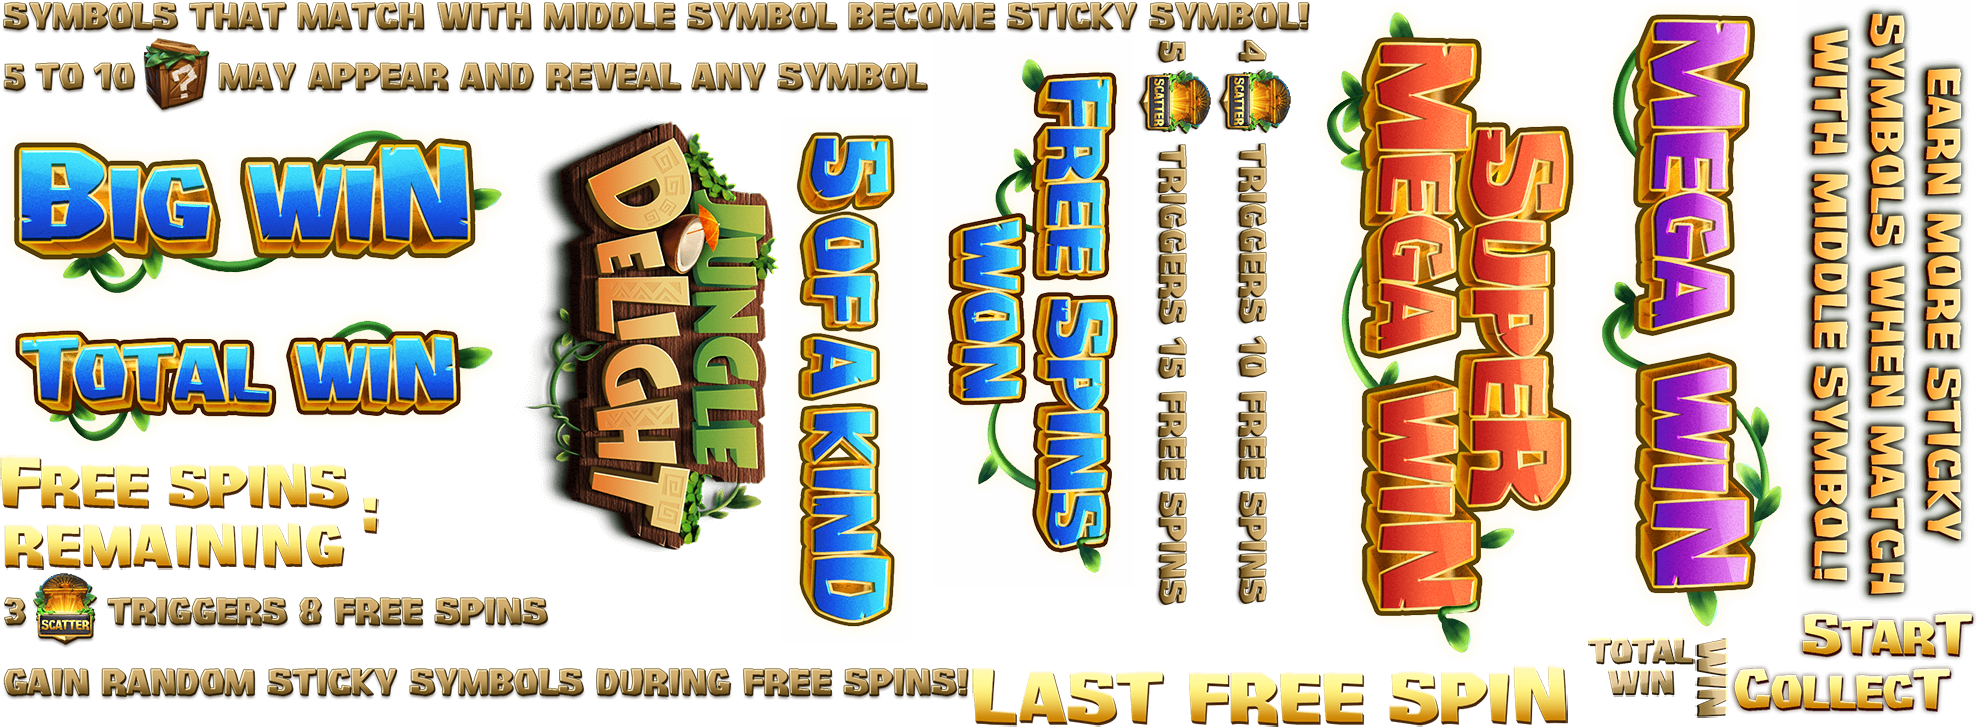 SYMBOLS THAT MATCH WITH MIDDLE SYMBOL BECOME STICKY SYMBOL!
5 TO 10 ? MAY APPEAR AND REVEAL ANY SYMBOL
BIG WIN
TOTAL WIN
FREE SPINS
REMAINING :
3 SCATTER TRIGGERS 8 FREE SPINS
GAIN RANDOM STICKY SYMBOLS DURING FREE SPINS!
JUNGLE
DELIGHT
5 OF A KIND
FREE SPINS
WON
4 SCATTER TRIGGERS 10 FREE SPINS
5 SCATTER TRIGGERS 15 FREE SPINS
SUPER
MEGA WIN
MEGA WIN
EARN MORE STICKY
SYMBOLS WHEN MATCH
WITH MIDDLE SYMBOL!
LAST FREE SPIN
TOTAL
WIN
WIN
START
COLLECT